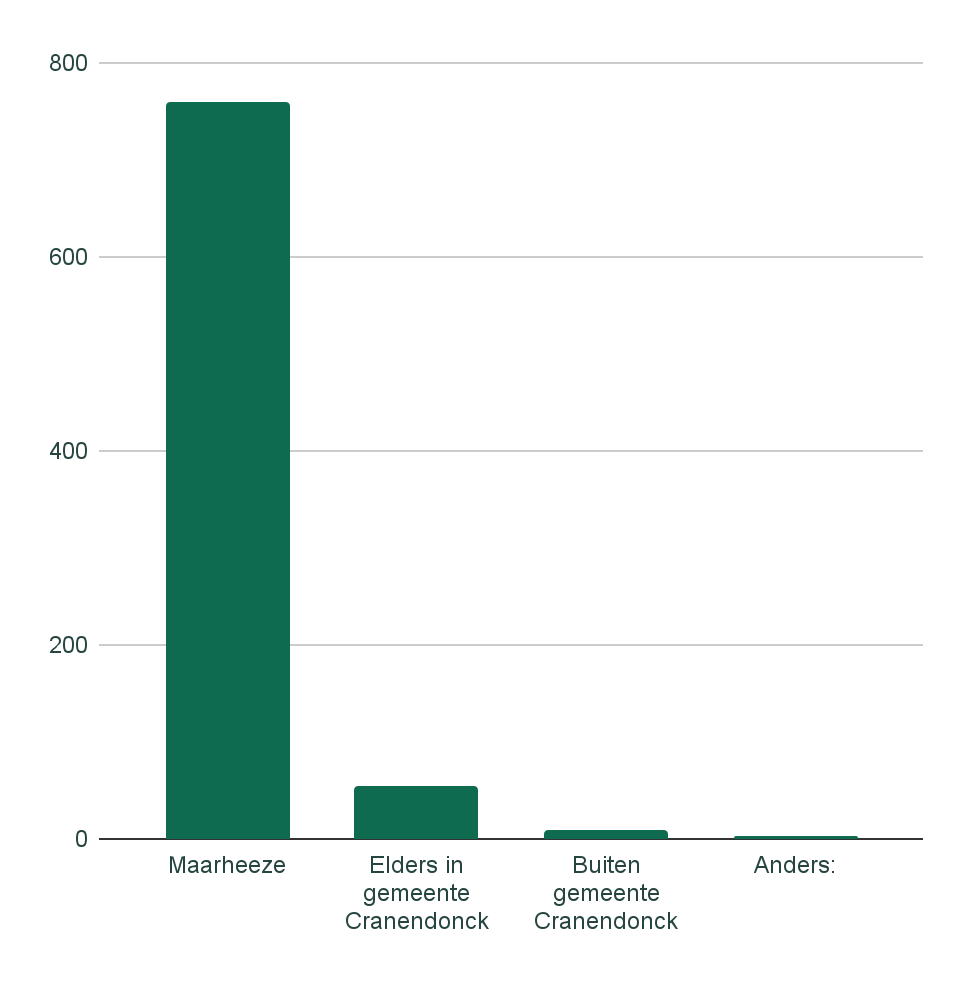 800
600
400
200
0
Maarheeze
Elders in
gemeente
Cranendonck
Buiten
gemeente
Cranendonck
Anders: